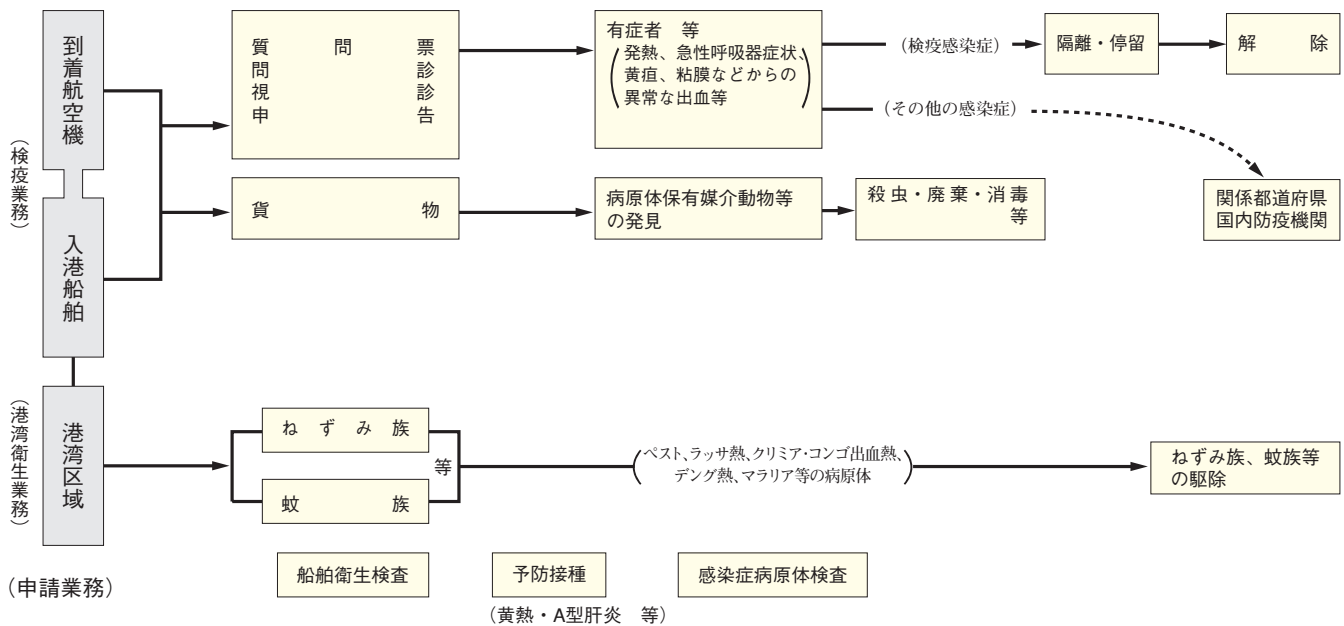 (検疫業務)
到着航空機
入港船舶
質問票
問診
視診
申告
有症者 等
(発熱、急性呼吸器症状、
黄疸、粘膜などからの
異常な出血等)
(検疫感染症)
隔離・停留
解除
(その他の感染症)
関係都道府県
国内防疫機関
貨物
病原体保有媒介動物等
の発見
殺虫・廃棄・消毒
等
(港湾衛生業務)
港湾区域
ねずみ族
蚊族
等
(ペスト、ラッサ熱、クリミア・コンゴ出血熱、
デング熱、マラリア等の病原体)
ねずみ族、蚊族等
の駆除
(申請業務)
船舶衛生検査
予防接種
(黄熱・A型肝炎 等)
感染症病原体検査